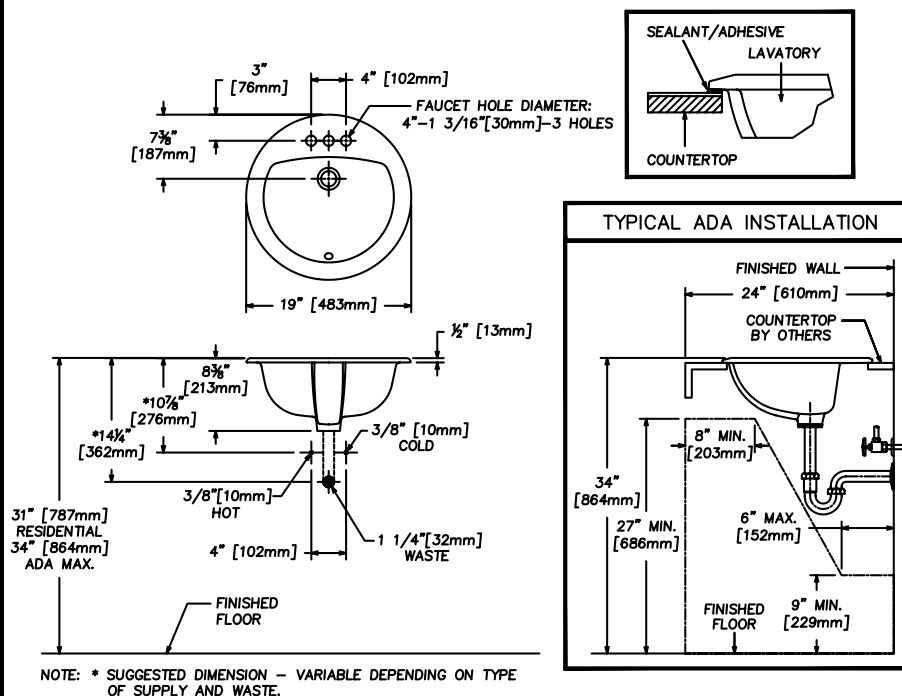 3"
[76mm]
4" [102mm]
FAUCET HOLE DIAMETER:
4"-1 3/16"[30mm]-3 HOLES
7⅜"
[187mm]
19" [483mm]
½" [13mm]
8⅜"
[213mm]
*10⅞"
[276mm]
*14¼"
[362mm]
3/8" [10mm]
COLD
3/8"[10mm]
HOT
31" [787mm]
RESIDENTIAL
34" [864mm]
ADA MAX.
4" [102mm]
1 1/4"[32mm]
WASTE
FINISHED
FLOOR
NOTE: * SUGGESTED DIMENSION – VARIABLE DEPENDING ON TYPE
OF SUPPLY AND WASTE.
SEALANT/ADHESIVE
LAVATORY
COUNTERTOP
TYPICAL ADA INSTALLATION
FINISHED WALL
24" [610mm]
COUNTERTOP
BY OTHERS
8" MIN.
[203mm]
34"
[864mm]
27" MIN.
[686mm]
6" MAX.
[152mm]
FINISHED
FLOOR
9" MIN.
[229mm]